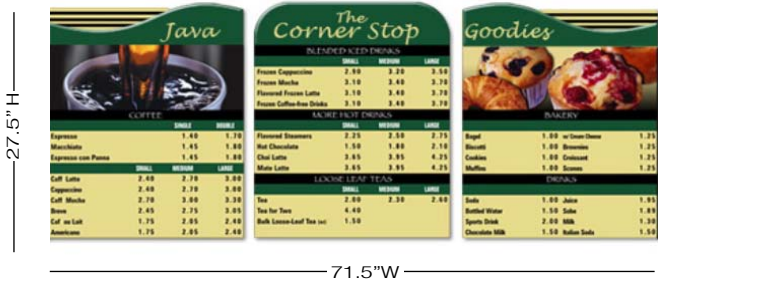 27.5" H
Java
COFFEE
SINGLE DOUBLE
Espresso 1.40 1.70
Macchiato 1.45 1.80
Espresso con Panna 1.45 1.80
SMALL MEDIUM LARGE
Caff Latte 2.40 2.70 3.00
Cappuccino 2.40 2.70 3.00
Caff Mocha 2.70 3.00 3.30
Breve 2.45 2.75 3.05
Caf au Lait 1.75 2.05 2.40
Americano 1.75 2.05 2.40
The
Corner Stop
BLENDED ICED DRINKS
SMALL MEDIUM LARGE
Frozen Cappuccino 2.90 3.20 3.50
Frozen Mocha 3.10 3.40 3.70
Flavored Frozen Latte 3.10 3.40 3.70
Frozen Coffee-free Drinks 3.10 3.40 3.70
MORE HOT DRINKS
SMALL MEDIUM LARGE
Flavored Steamers 2.25 2.50 2.75
Hot Chocolate 1.50 1.80 2.10
Chai Latte 3.65 3.95 4.25
Mate Latte 3.65 3.95 4.25
LOOSE LEAF TEAS
SMALL MEDIUM LARGE
Tea 2.00 2.30 2.60
Tea for Two 4.40
Bulk Loose-Leaf Tea (oz) 1.50
Goodies
BAKERY
Bagel 1.00 w/ Cream Cheese 1.25
Biscotti 1.00 Brownies 1.25
Cookies 1.00 Croissant 1.25
Muffins 1.00 Scones 1.25
DRINKS
Soda 1.00 Juice 1.95
Bottled Water 1.50 Sobe 1.89
Sports Drink 2.00 Milk 1.30
Chocolate Milk 1.50 Italian Soda 1.50
71.5"W